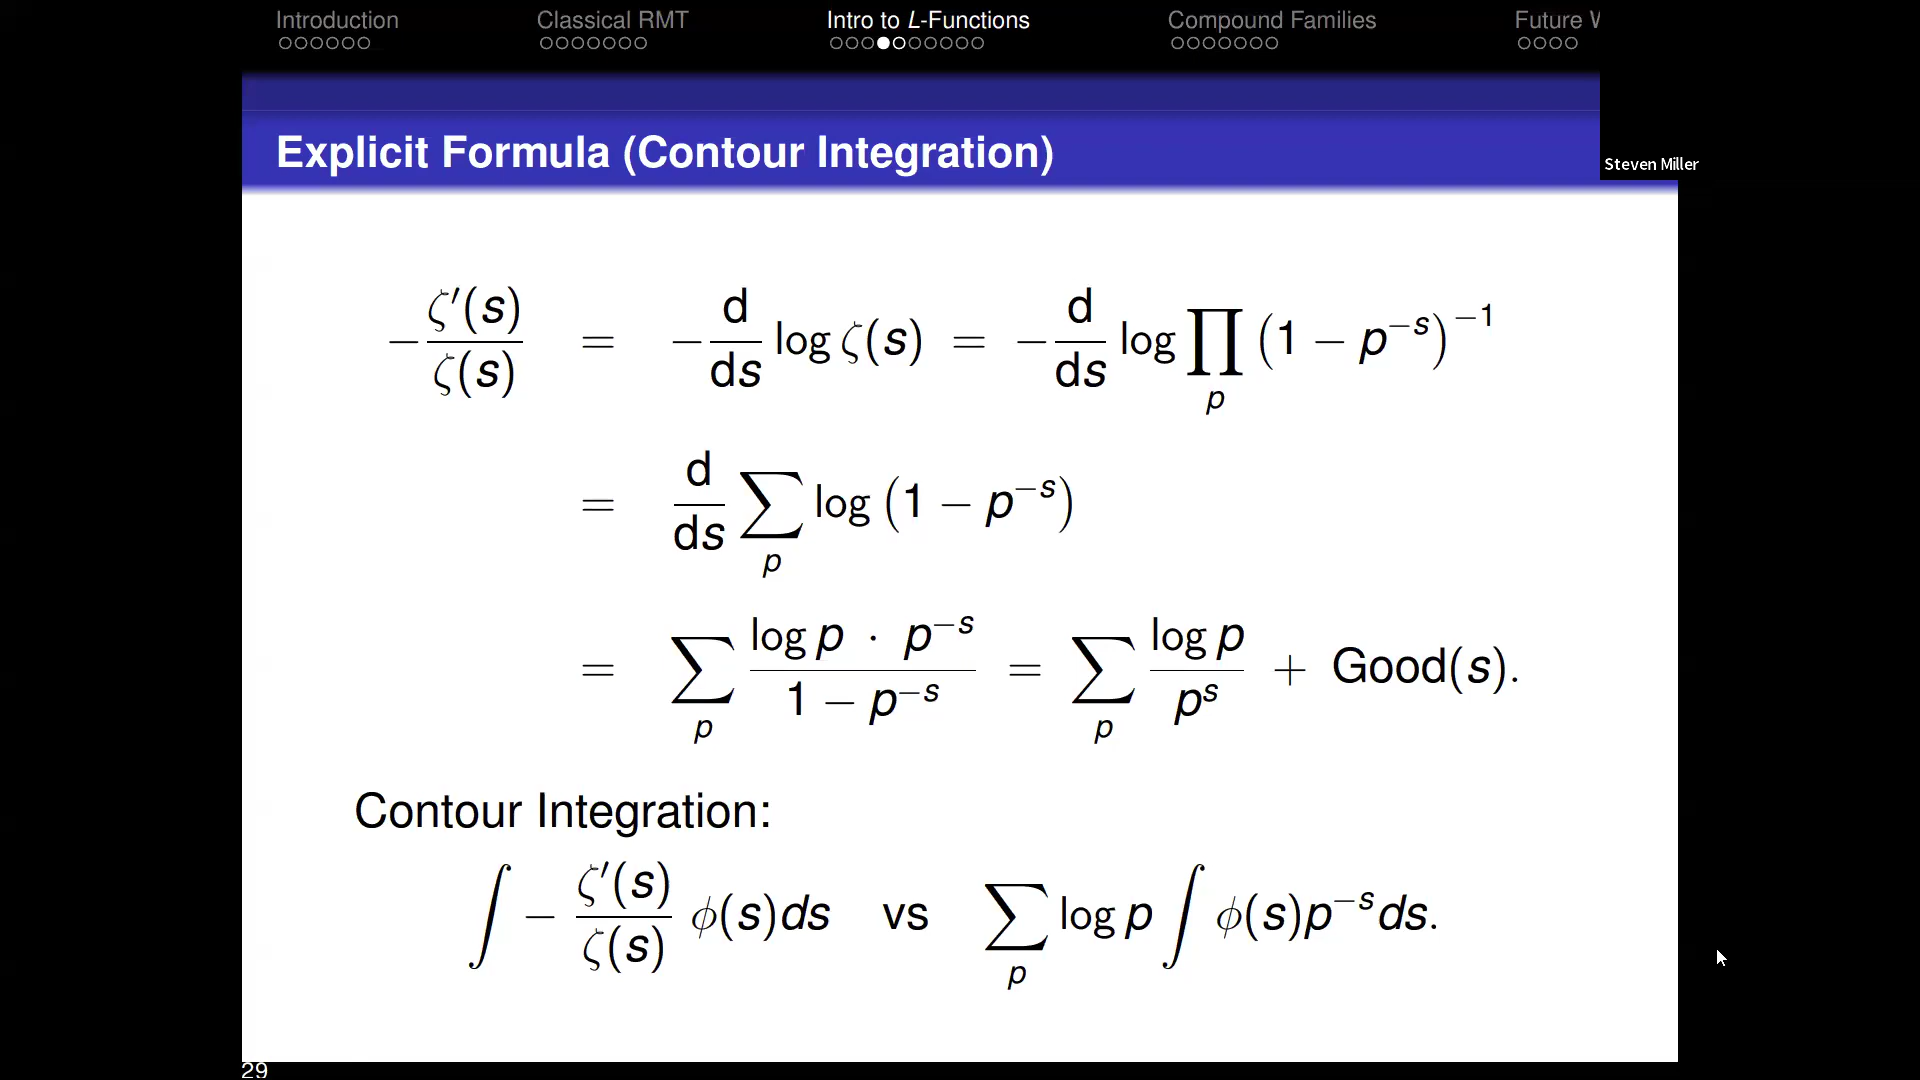 Introduction Classical RMT Intro to L-Functions Compound Families Future W
Explicit Formula (Contour Integration)
Steven Miller
−ζ′(s)/ζ(s) = −d/ds log ζ(s) = −d/ds log ∏_p (1 − p^{−s})^{−1}
= d/ds ∑_p log (1 − p^{−s})
= ∑_p (log p · p^{−s})/(1 − p^{−s}) = ∑_p (log p)/(p^s) + Good(s).
Contour Integration:
∫ − ζ′(s)/ζ(s) ϕ(s)ds vs ∑_p log p ∫ ϕ(s)p^{−s}ds.
29